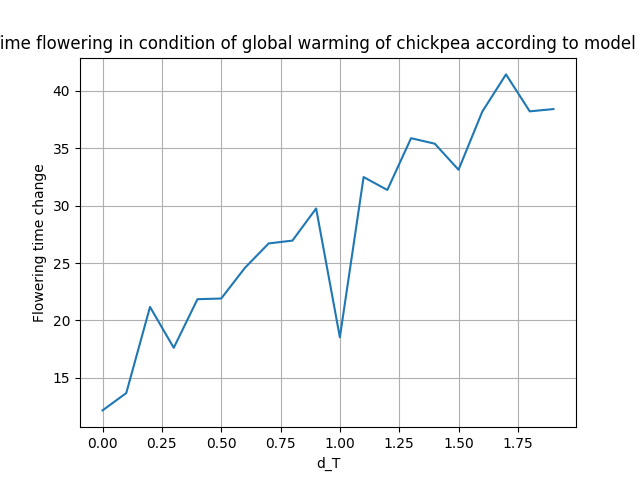 ime flowering in condition of global warming of chickpea according to model
Flowering time change
40
35
30
25
20
15
0.00 0.25 0.50 0.75 1.00 1.25 1.50 1.75
d_T